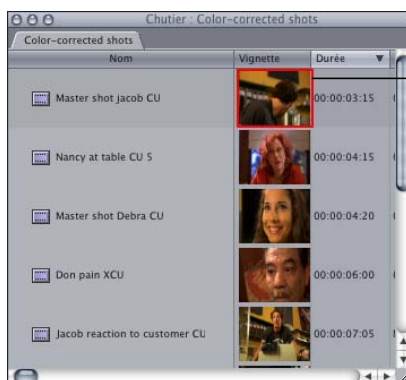 Chutier : Color-corrected shots
Color-corrected shots
Nom Vignette Durée
Master shot jacob CU 00:00:03:15
Nancy at table CU 5 00:00:04:15
Master shot Debra CU 00:00:04:20
Don pain XCU 00:00:06:00
Jacob reaction to customer CU 00:00:07:05